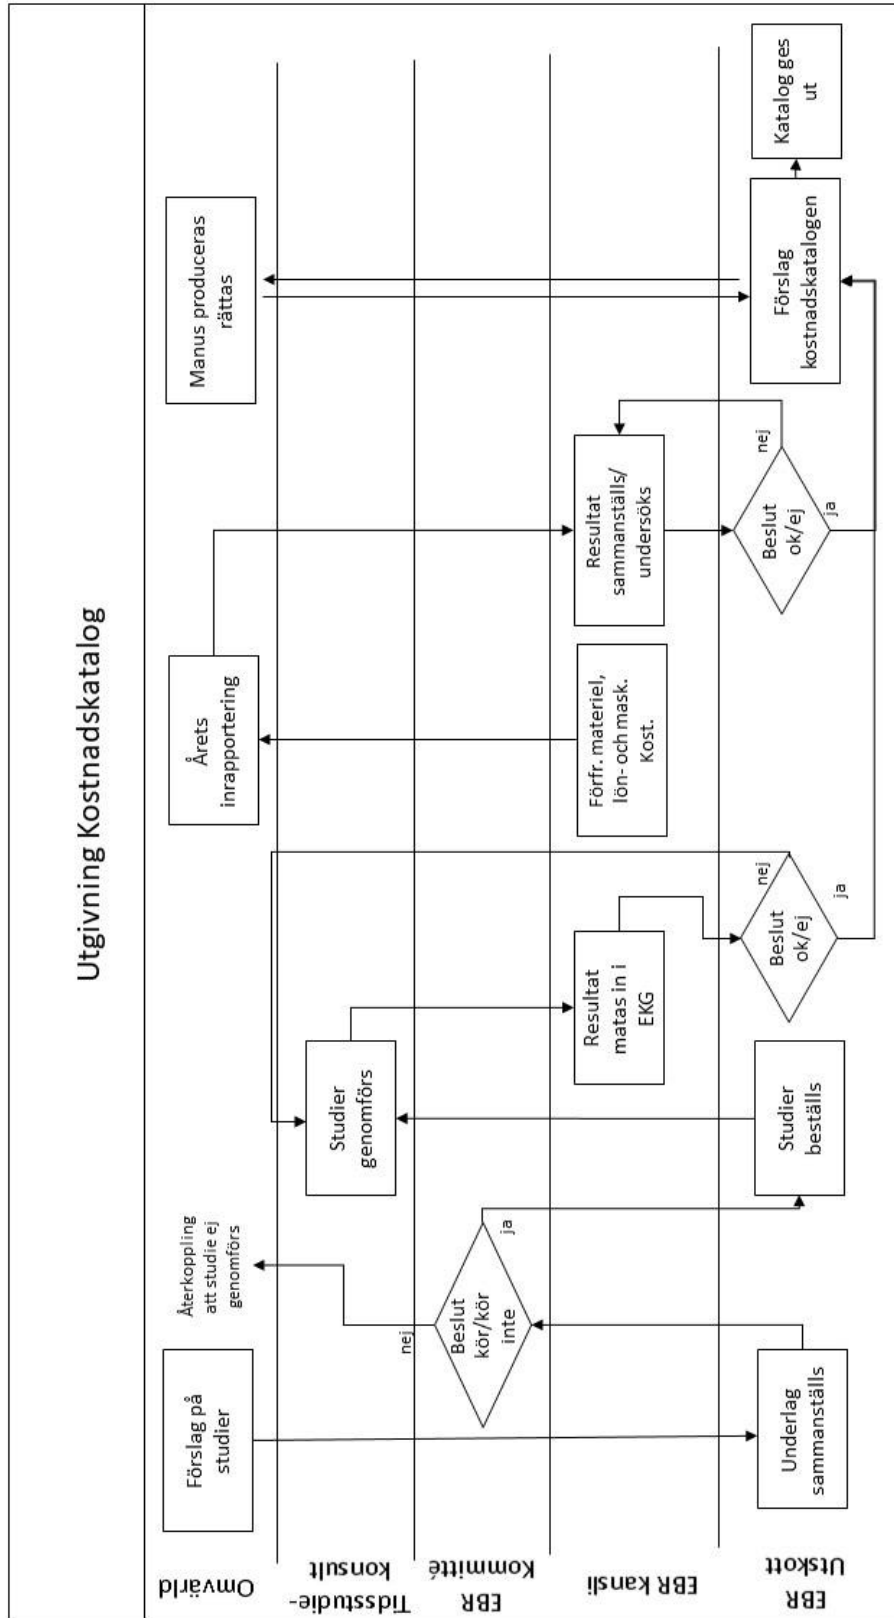 Utgivning Kostnadskatalog
Omvärld
Förslag på
studier
Återkoppling
att studie ej
genomförs
Årets
inrapportering
Manus produceras
rättas
Tidsstudie-
konsult
Studier
genomförs
EBR
Kommitté
nej
Beslut
kör/kör
inte
ja
EBR kansli
Resultat
matas in i
EKG
Förfr. materiel,
lön- och mask.
Kost.
Resultat
sammanställs/
undersöks
EBR
Utskott
Underlag
sammanställs
Studier
beställs
Beslut
ok/ej
nej
ja
Beslut
ok/ej
nej
ja
Förslag
kostnadskatalogen
Katalog ges
ut